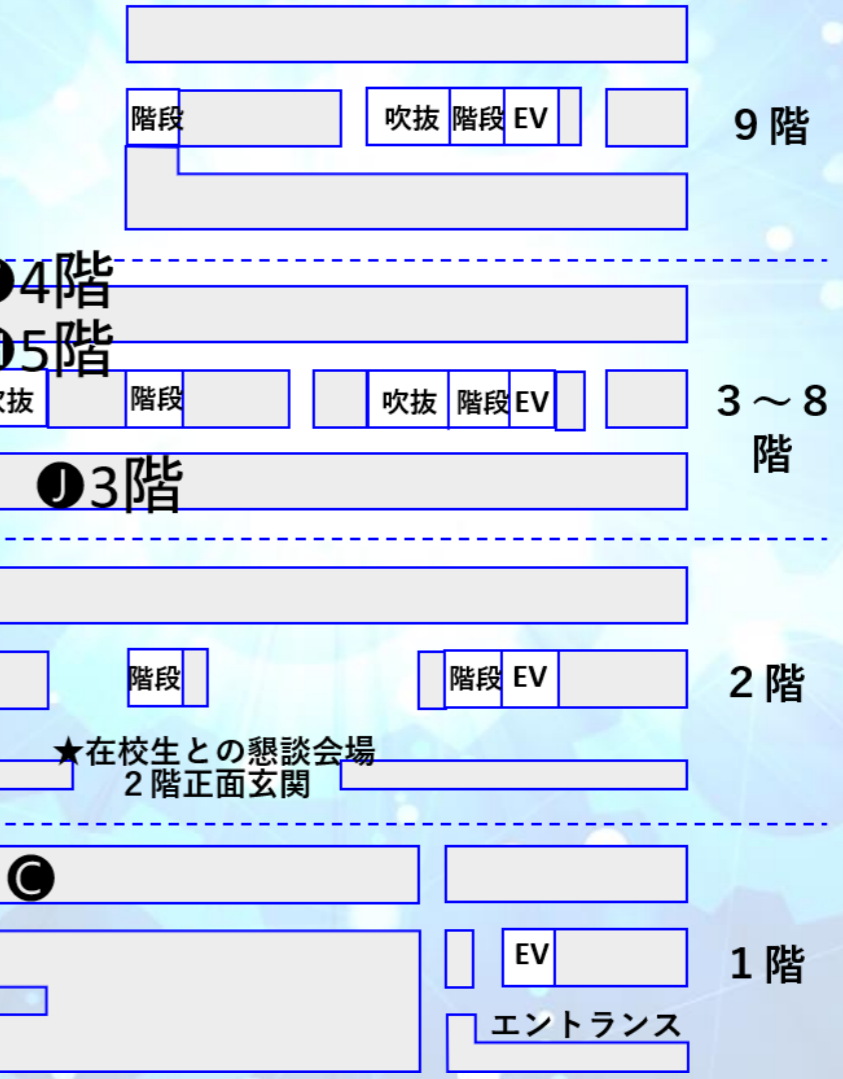 階段 吹抜 階段 EV 9階
4階
5階
吹抜 階段 吹抜 階段 EV 3～8
階
🅙3階
階段 階段 EV 2階
★在校生との懇談会場
2階正面玄関
🅒
EV 1階
エントランス